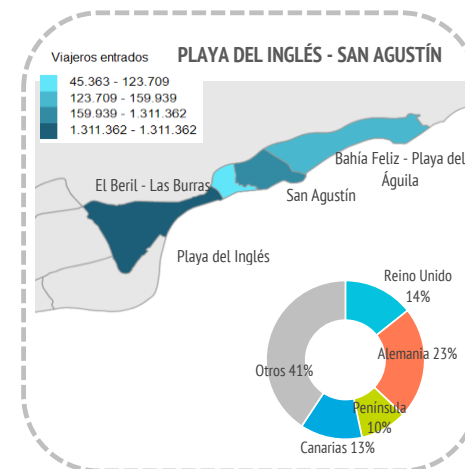 PLAYA DEL INGLÉS - SAN AGUSTÍN
Viajeros entrados
45.363 - 123.709
123.709 - 159.939
159.939 - 1.311.362
1.311.362 - 1.311.362
Bahía Feliz - Playa del
Águila
El Beril - Las Burras
San Agustín
Playa del Inglés
Reino Unido
14%
Alemania 23%
Otros 41%
Península
10%
Canarias 13%